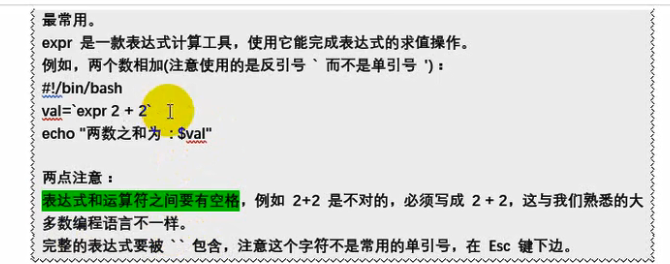 最常用。
expr 是一款表达式计算工具，使用它能完成表达式的求值操作。
例如，两个数相加(注意使用的是反引号 ` 而不是单引号 ')：
#!/bin/bash
val=`expr 2 + 2`
echo "两数之和为 : $val"
两点注意：
表达式和运算符之间要有空格，例如 2+2 是不对的，必须写成 2 + 2，这与我们熟悉的大
多数编程语言不一样。
完整的表达式要被 ` ` 包含，注意这个字符不是常用的单引号，在 Esc 键下边。